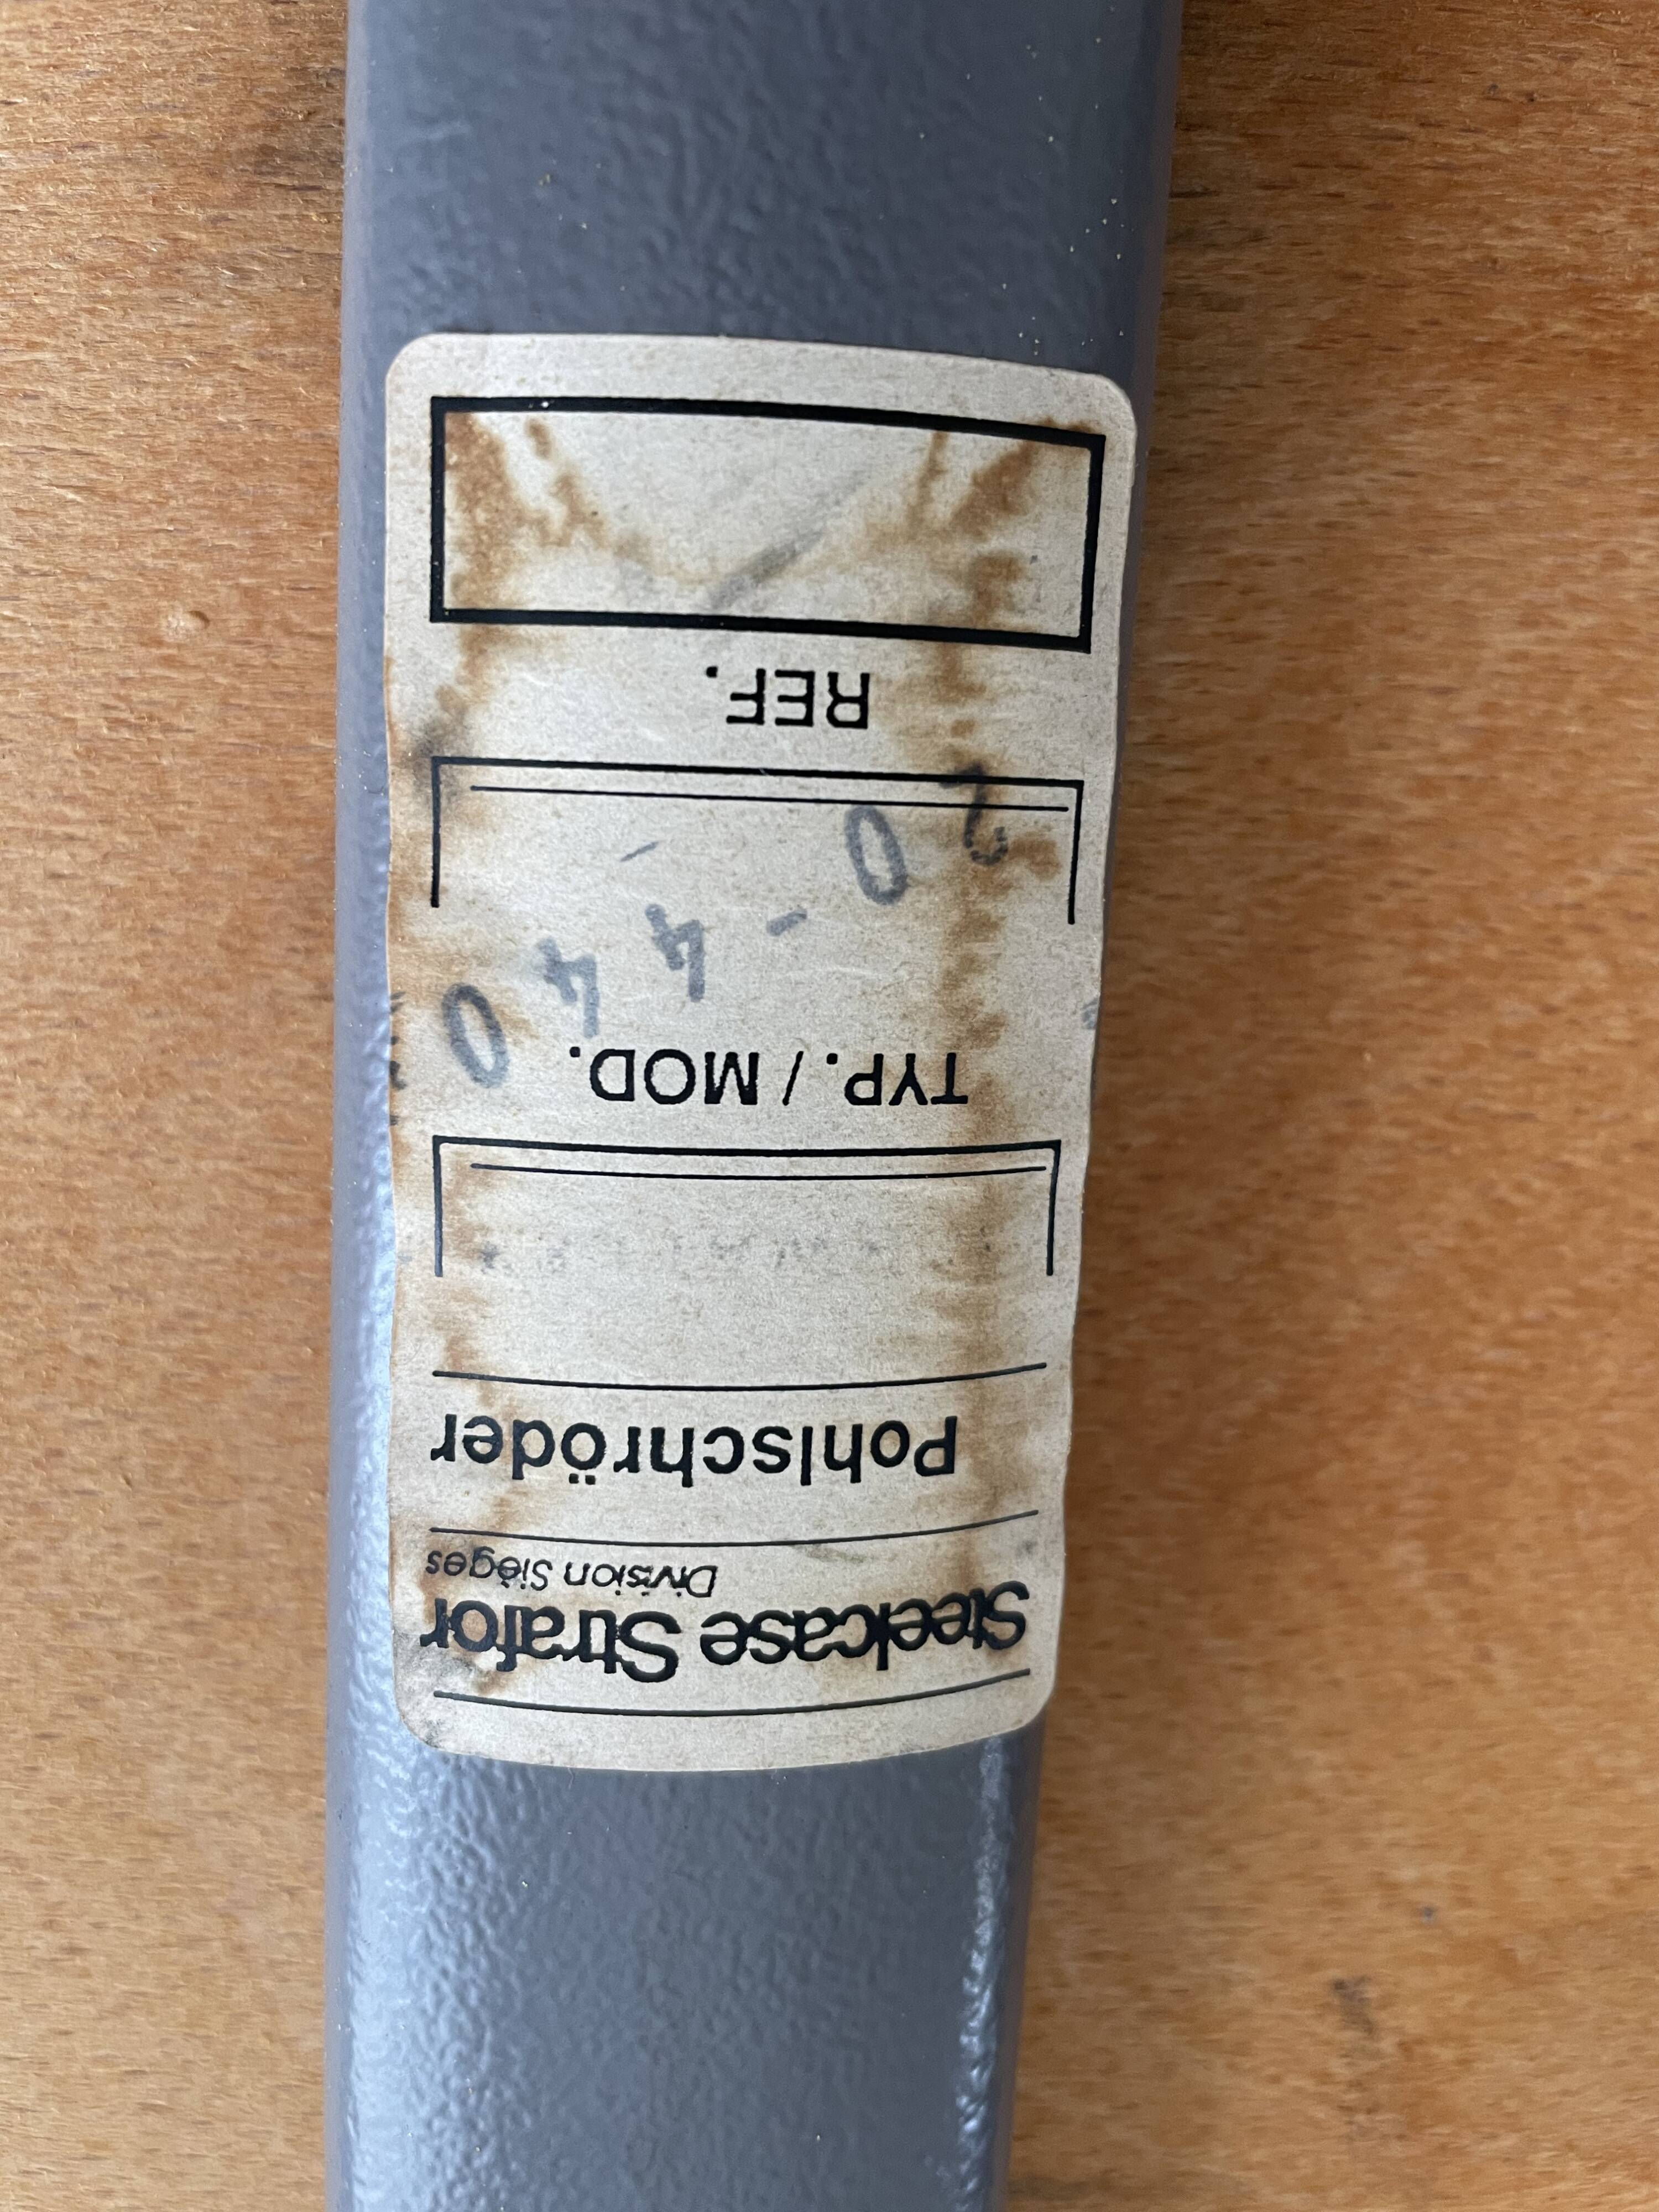 Steelcase Strafor
Division Sièges
Pohlschröder
TYP. / MOD.
20-440
REF.